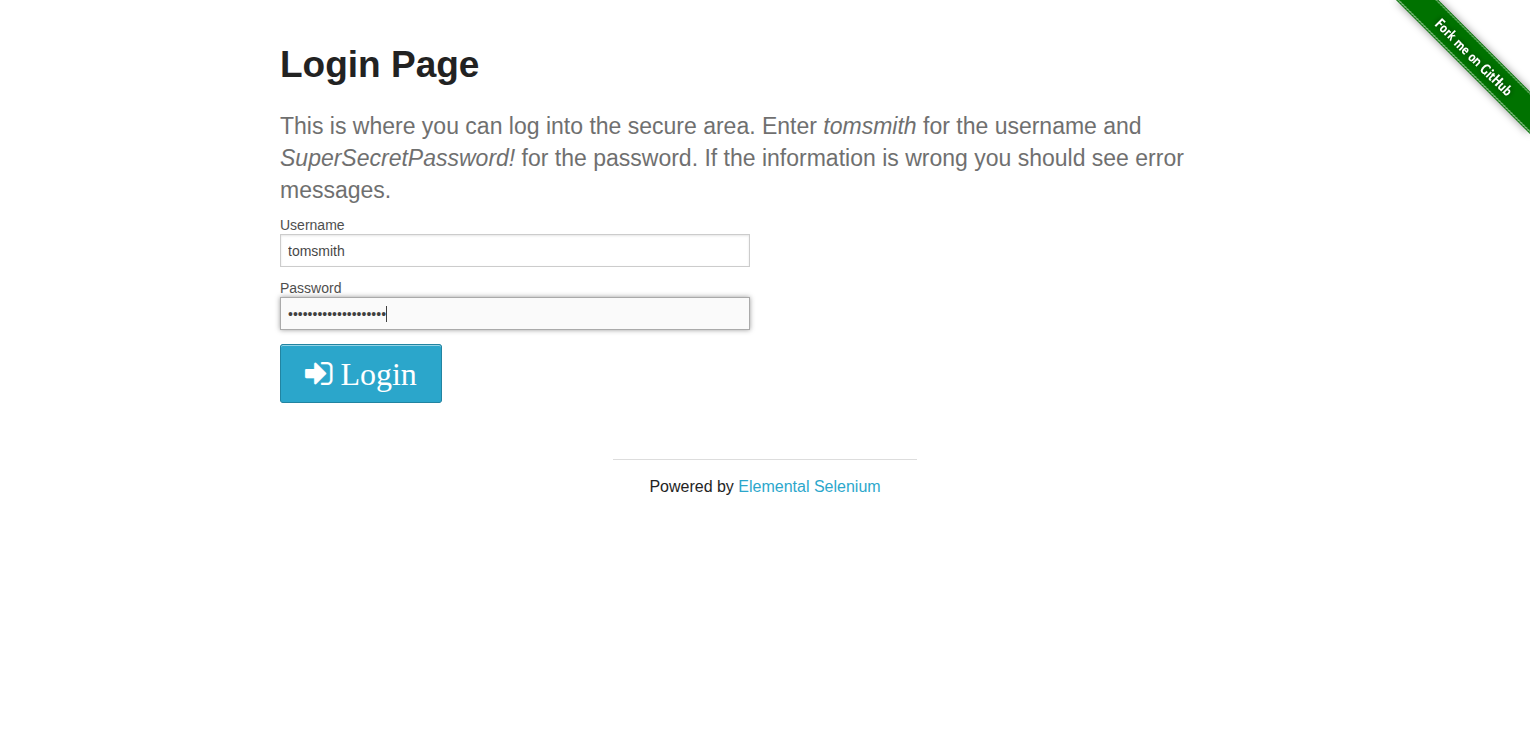 Fork me on GitHub
Login Page
This is where you can log into the secure area. Enter tomsmith for the username and
SuperSecretPassword! for the password. If the information is wrong you should see error
messages.
Username
tomsmith
Password
••••••••••••••••••••
Login
Powered by Elemental Selenium